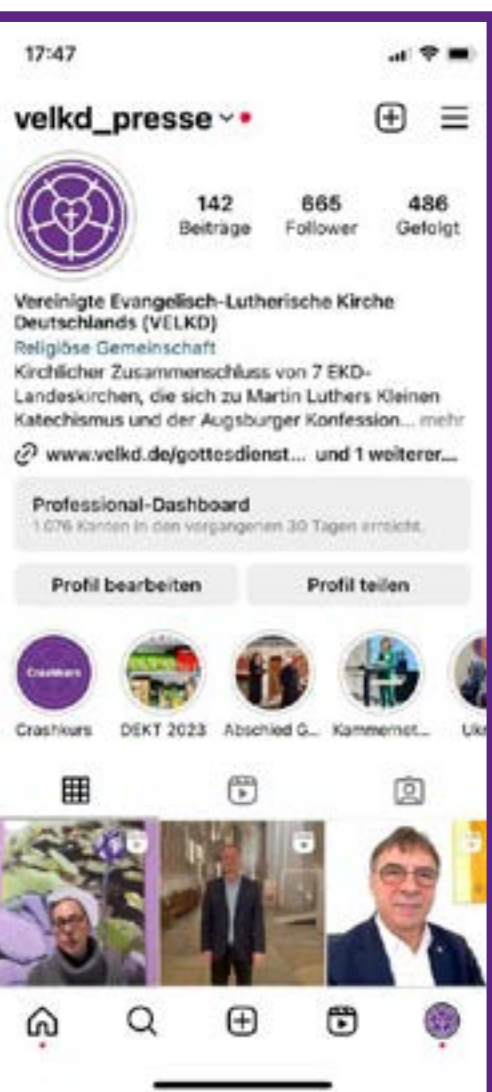 17:47
velkd_presse
142 665 486
Beiträge Follower Gefolgt
Vereinigte Evangelisch-Lutherische Kirche
Deutschlands (VELKD)
Religiöse Gemeinschaft
Kirchlicher Zusammenschluss von 7 EKD-
Landeskirchen, die sich zu Martin Luthers Kleinen
Katechismus und der Augsburger Konfession... mehr
www.velkd.de/gottesdienst... und 1 weiterer...
Professional-Dashboard
1.076 Konten in den vergangenen 30 Tagen erreicht.
Profil bearbeiten Profil teilen
Crashkurs
Crashkurs DEKT 2023 Abschied G... Kammernet... Ukr